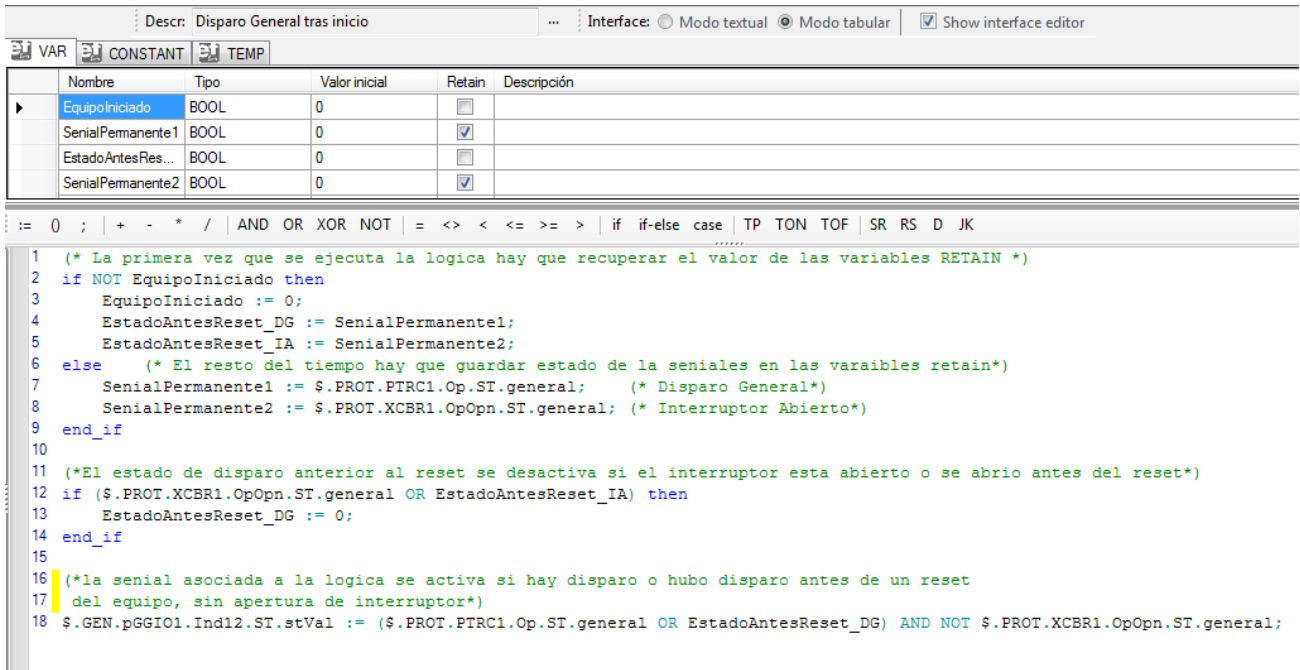 Descr: Disparo General tras inicio ... Interface: Modo textual Modo tabular Show interface editor
VAR CONSTANT TEMP
Nombre Tipo Valor inicial Retain Descripción
EquipoIniciado BOOL 0
SenialPermanente1 BOOL 0
EstadoAntesRes... BOOL 0
SenialPermanente2 BOOL 0
:= () ; + - * / AND OR XOR NOT = <> < <= >= > if if-else case TP TON TOF SR RS D JK
1 (* La primera vez que se ejecuta la logica hay que recuperar el valor de las variables RETAIN *)
2 if NOT EquipoIniciado then
3 EquipoIniciado := 0;
4 EstadoAntesReset_DG := SenialPermanente1;
5 EstadoAntesReset_IA := SenialPermanente2;
6 else (* El resto del tiempo hay que guardar estado de la seniales en las varaibles retain*)
7 SenialPermanente1 := $.PROT.PTRC1.Op.ST.general; (* Disparo General*)
8 SenialPermanente2 := $.PROT.XCBR1.OpOpn.ST.general; (* Interruptor Abierto*)
9 end_if
10
11 (*El estado de disparo anterior al reset se desactiva si el interruptor esta abierto o se abrio antes del reset*)
12 if ($.PROT.XCBR1.OpOpn.ST.general OR EstadoAntesReset_IA) then
13 EstadoAntesReset_DG := 0;
14 end_if
15
16 (*la senial asociada a la logica se activa si hay disparo o hubo disparo antes de un reset
17 del equipo, sin apertura de interruptor*)
18 $.GEN.pGGIO1.Ind12.ST.stVal := ($.PROT.PTRC1.Op.ST.general OR EstadoAntesReset_DG) AND NOT $.PROT.XCBR1.OpOpn.ST.general;